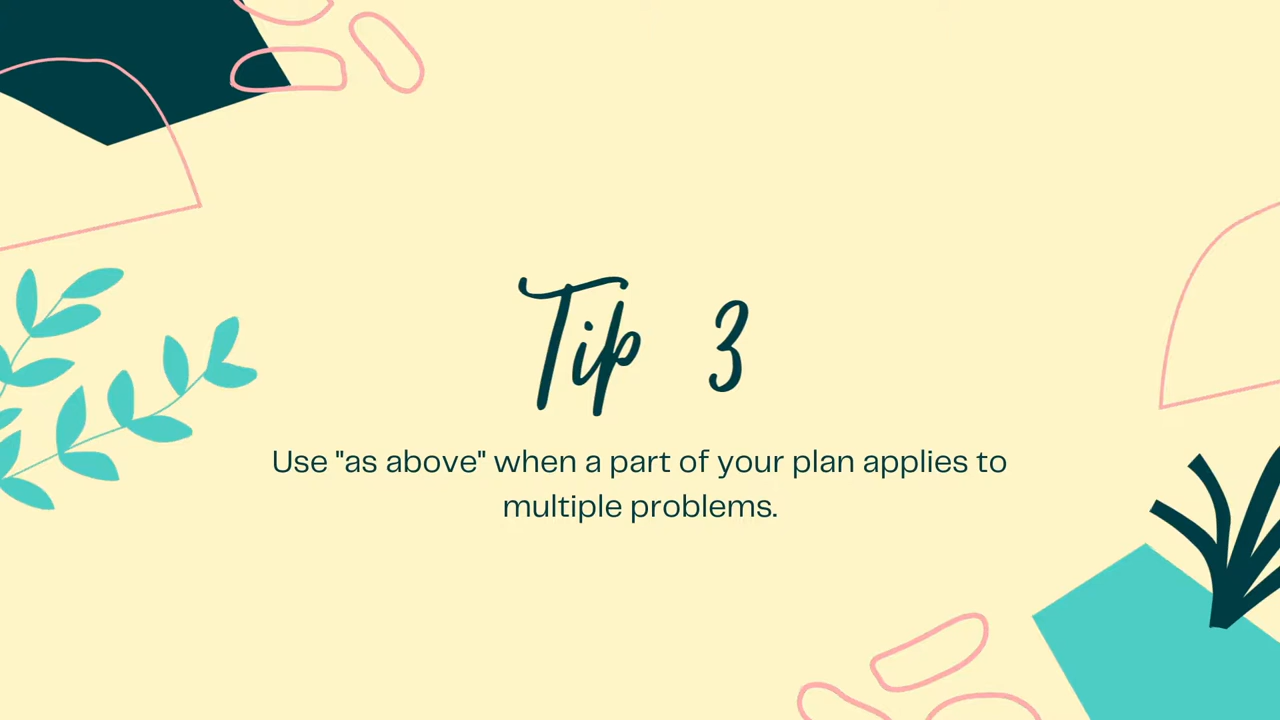 Tip 3
Use "as above" when a part of your plan applies to
multiple problems.